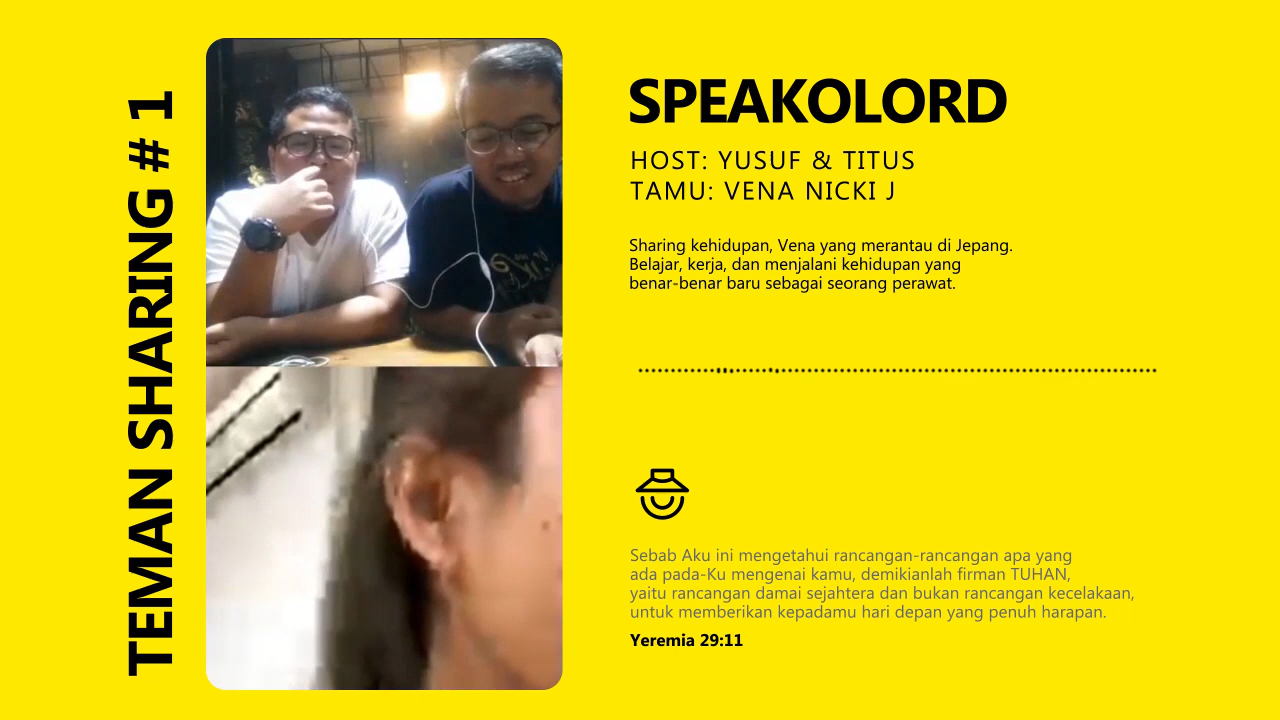 TEMAN SHARING # 1
SPEAKOLORD
HOST: YUSUF & TITUS
TAMU: VENA NICKI J
Sharing kehidupan, Vena yang merantau di Jepang.
Belajar, kerja, dan menjalani kehidupan yang
benar-benar baru sebagai seorang perawat.
Sebab Aku ini mengetahui rancangan-rancangan apa yang
ada pada-Ku mengenai kamu, demikianlah firman TUHAN,
yaitu rancangan damai sejahtera dan bukan rancangan kecelakaan,
untuk memberikan kepadamu hari depan yang penuh harapan.
Yeremia 29:11